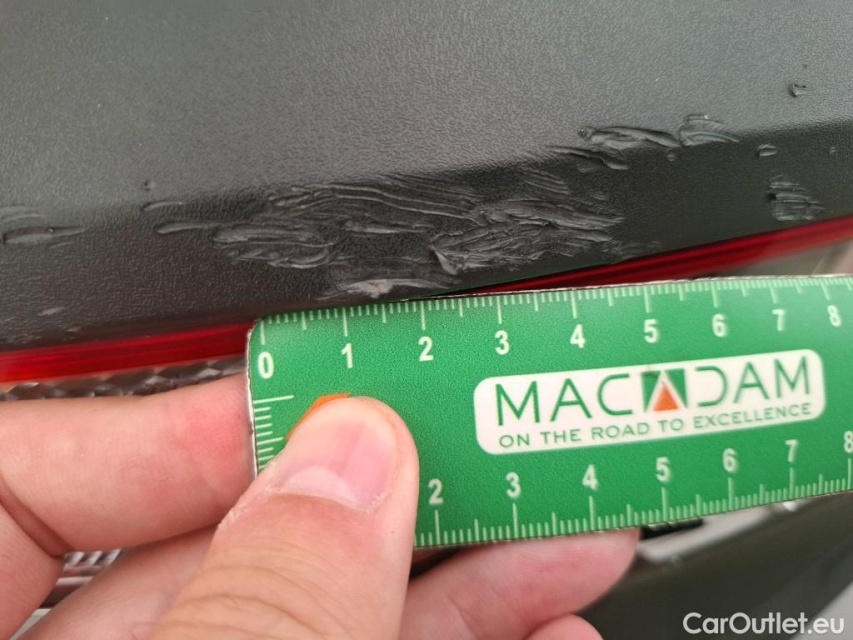 0 1 2 3 4 5 6 7 8
MACADAM
ON THE ROAD TO EXCELLENCE
2 3 4 5 6 7 8
CarOutlet.eu